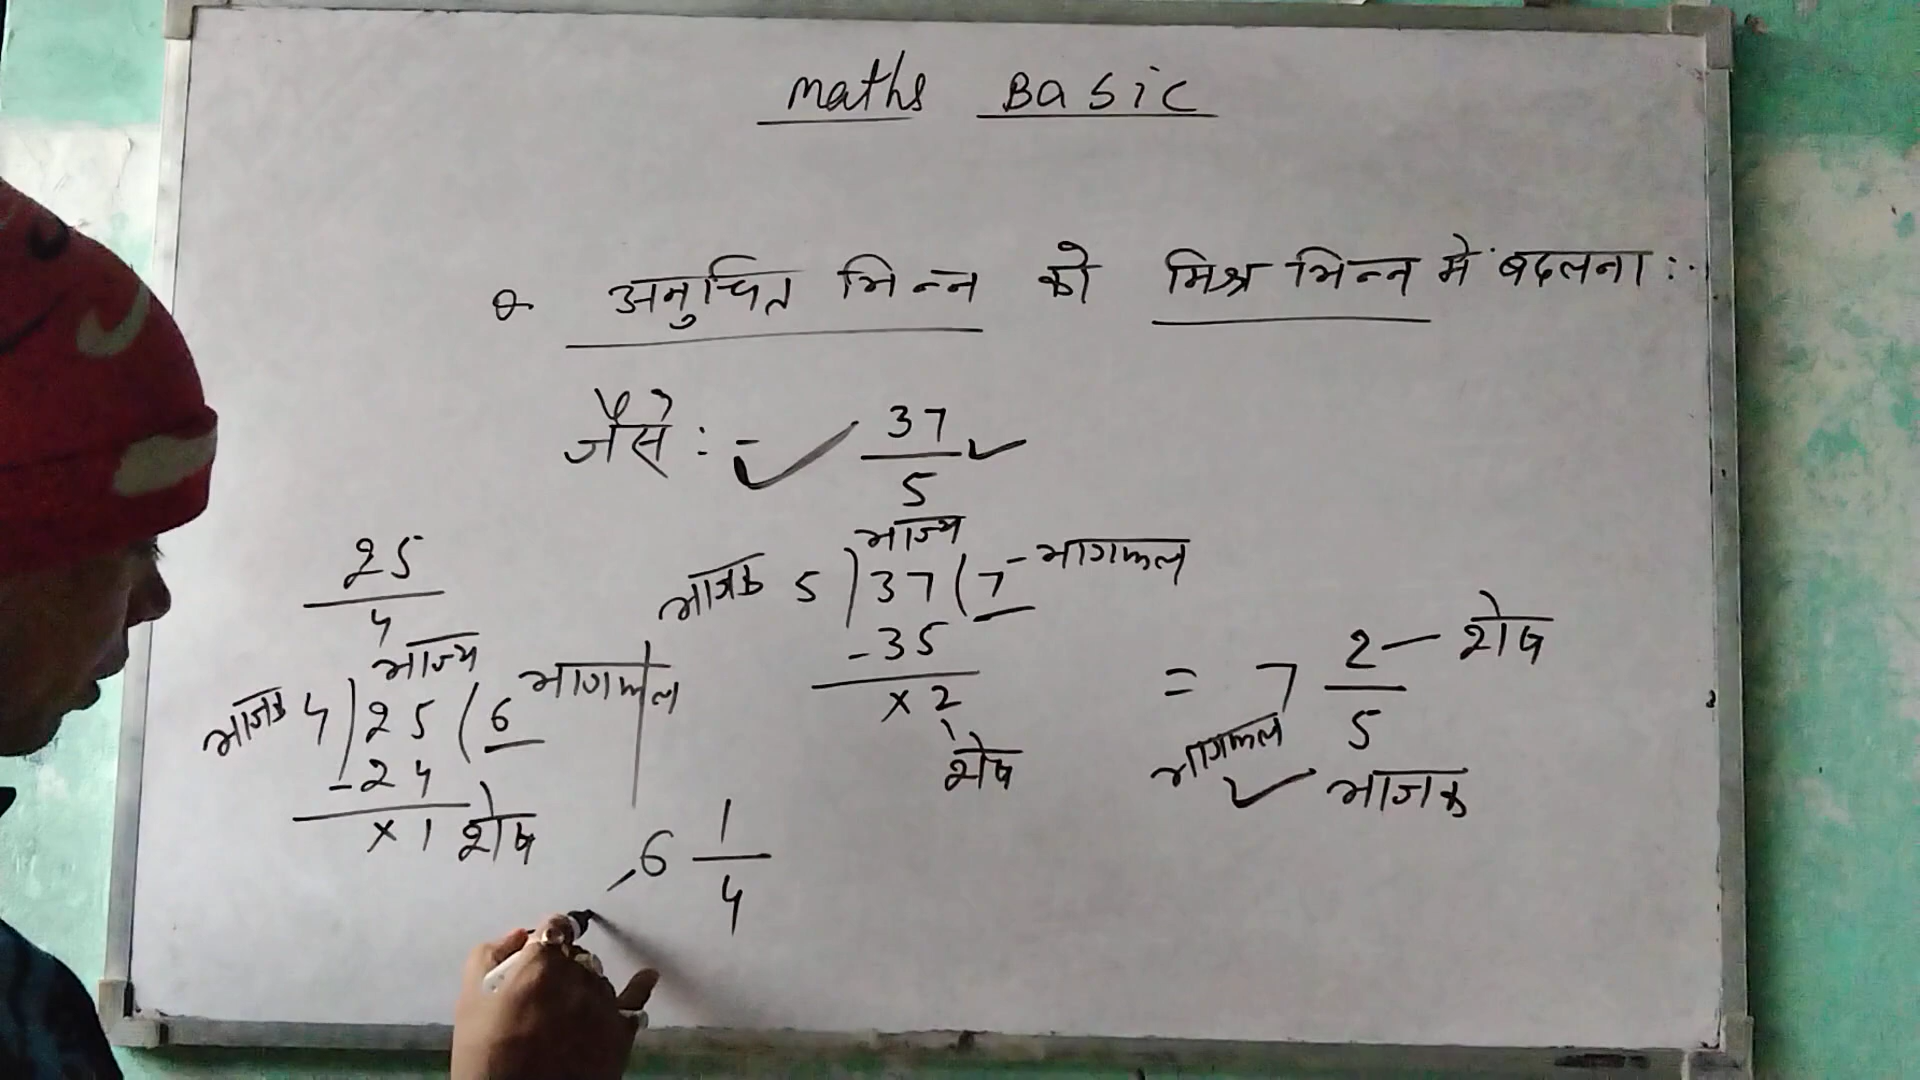 maths Basic
अनुचित भिन्न को मिश्र भिन्न में बदलना :-
जैसे :- 37/5
भाज्य
भाजक 5 ) 37 ( 7 - भागफल
- 35
x 2
शेष
= 7 2/5 - शेष
भागफल भाजक
25/4
भाज्य
भाजक 4 ) 25 ( 6 भागफल
- 24
x 1 शेष
6 1/4